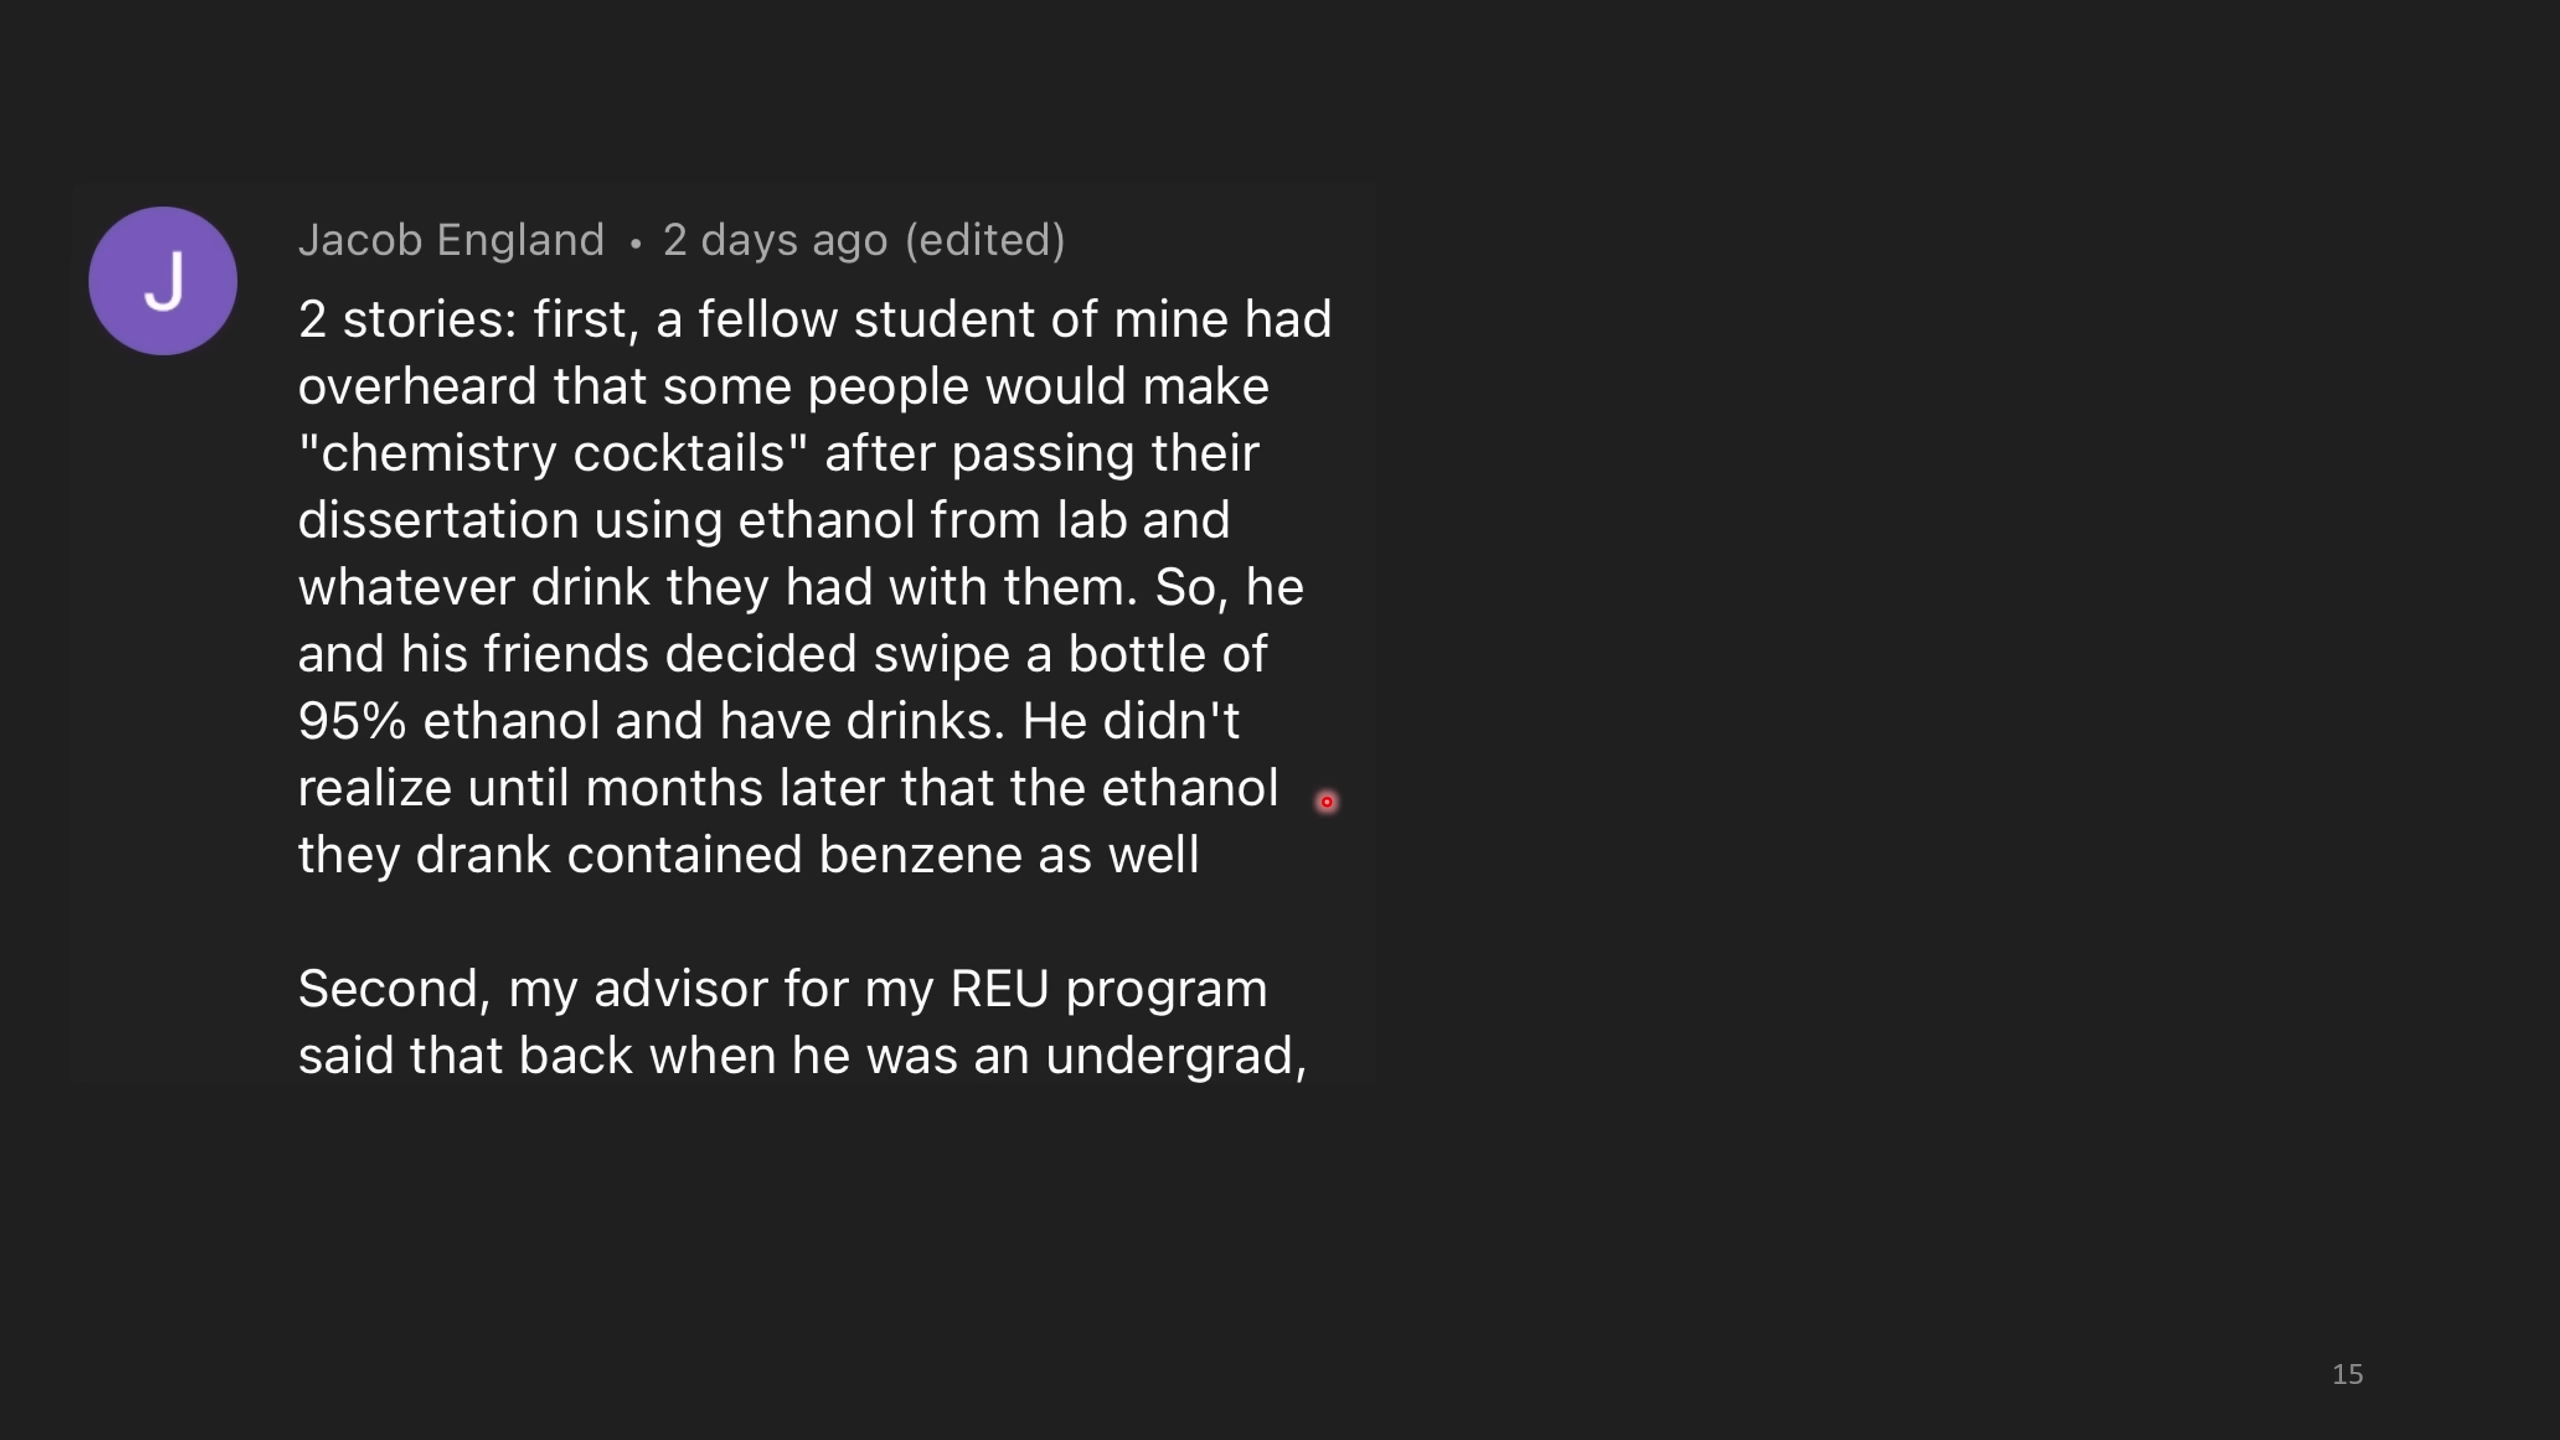 J
Jacob England • 2 days ago (edited)
2 stories: first, a fellow student of mine had
overheard that some people would make
"chemistry cocktails" after passing their
dissertation using ethanol from lab and
whatever drink they had with them. So, he
and his friends decided swipe a bottle of
95% ethanol and have drinks. He didn't
realize until months later that the ethanol
they drank contained benzene as well
Second, my advisor for my REU program
said that back when he was an undergrad,
15